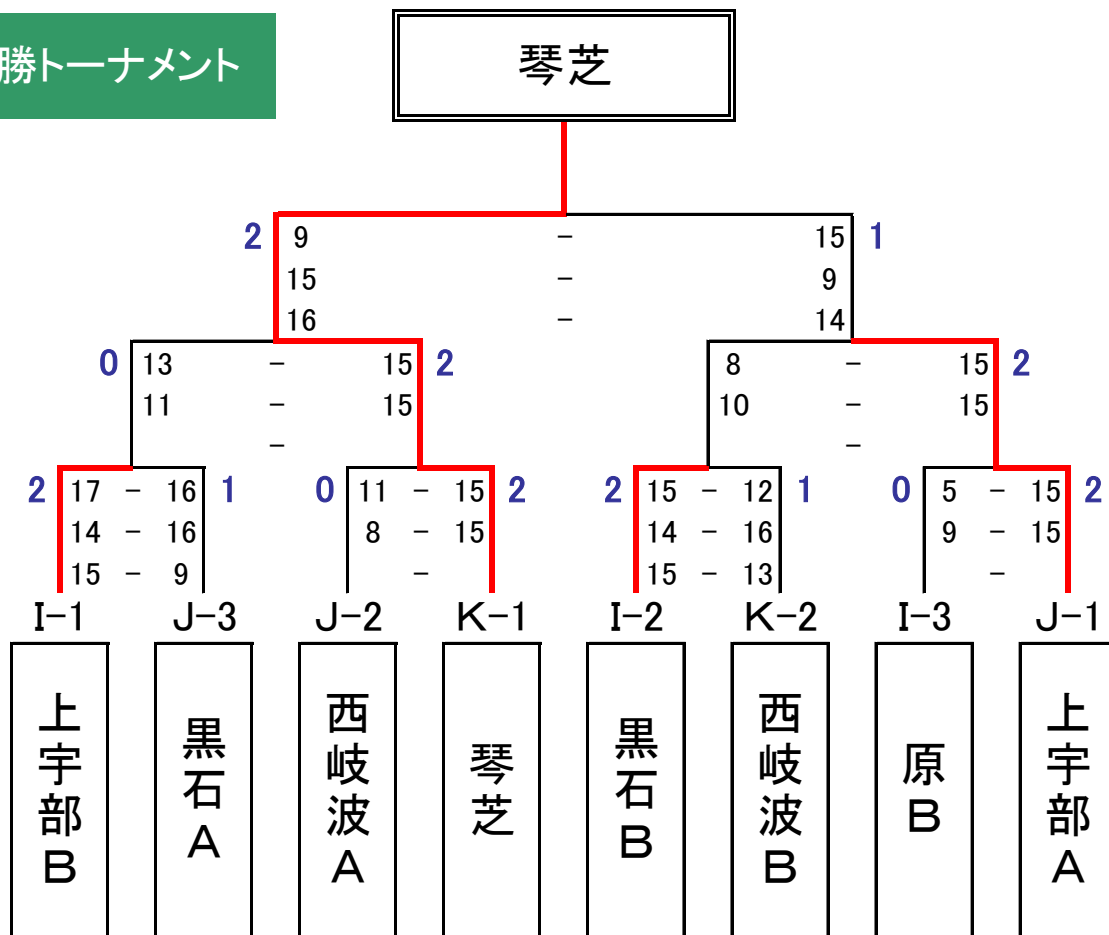 勝トーナメント
琴芝
2 9 - 15 1
15 - 9
16 - 14
0 13 - 15 2 8 - 15 2
11 - 15 10 - 15
- -
2 17 - 16 1 0 11 - 15 2 2 15 - 12 1 0 5 - 15 2
14 - 16 8 - 15 14 - 16 9 - 15
15 - 9 - 15 - 13 -
I-1 J-3 J-2 K-1 I-2 K-2 I-3 J-1
上宇部B
黒石A
西岐波A
琴芝
黒石B
西岐波B
原B
上宇部A